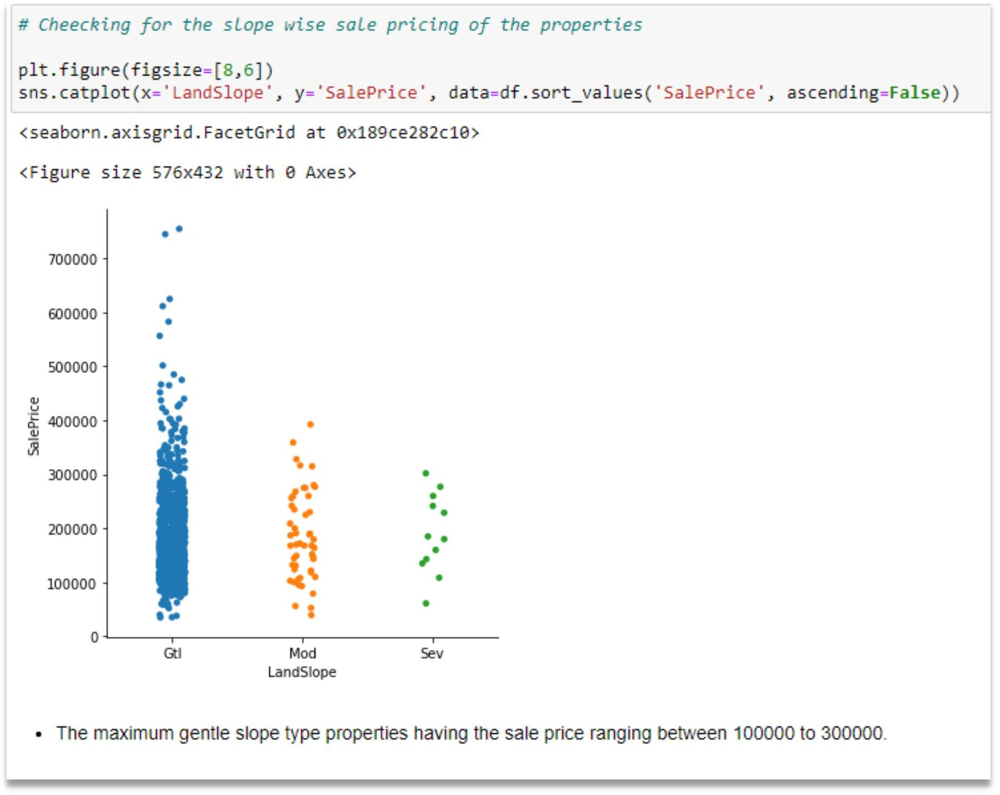 # Cheecking for the slope wise sale pricing of the properties
plt.figure(figsize=[8,6])
sns.catplot(x='LandSlope', y='SalePrice', data=df.sort_values('SalePrice', ascending=False))
<seaborn.axisgrid.FacetGrid at 0x189ce282c10>
<Figure size 576x432 with 0 Axes>
700000
600000
500000
400000
300000
200000
100000
0
SalePrice
Gtl Mod Sev
LandSlope
• The maximum gentle slope type properties having the sale price ranging between 100000 to 300000.